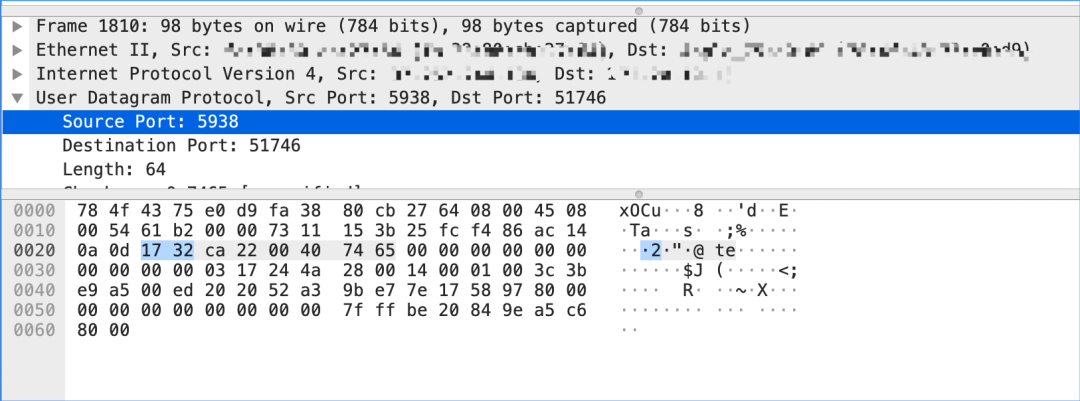 Frame 1810: 98 bytes on wire (784 bits), 98 bytes captured (784 bits)
Ethernet II, Src: , Dst:
Internet Protocol Version 4, Src: , Dst:
User Datagram Protocol, Src Port: 5938, Dst Port: 51746
Source Port: 5938
Destination Port: 51746
Length: 64
0000 78 4f 43 75 e0 d9 fa 38 80 cb 27 64 08 00 45 08 xOCu···8 ··'d··E·
0010 00 54 61 b2 00 00 73 11 15 3b 25 fc f4 86 ac 14 ·Ta···s· ·;%·····
0020 0a 0d 17 32 ca 22 00 40 74 65 00 00 00 00 00 00 ···2·"·@ te······
0030 00 00 00 00 03 17 24 4a 28 00 14 00 01 00 3c 3b ······$J (·····<;
0040 e9 a5 00 ed 20 20 52 a3 9b e7 7e 17 58 97 80 00 ···· R· ··~·X···
0050 00 00 00 00 00 00 00 00 7f ff be 20 84 9e a5 c6 ········ ··· ····
0060 80 00 ··